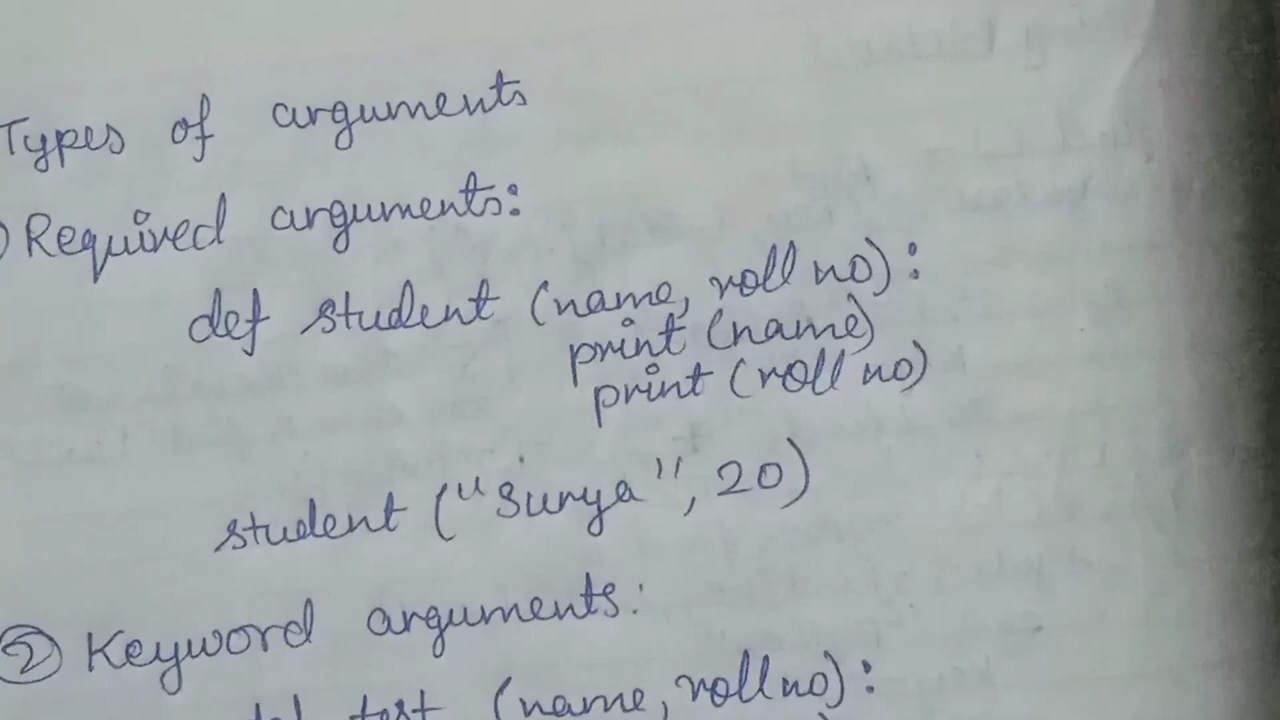 Types of arguments
Required arguments:
def student (name, roll no):
print (name)
print (roll no)
student ("Surya", 20)
② Keyword arguments:
test (name, rollno):